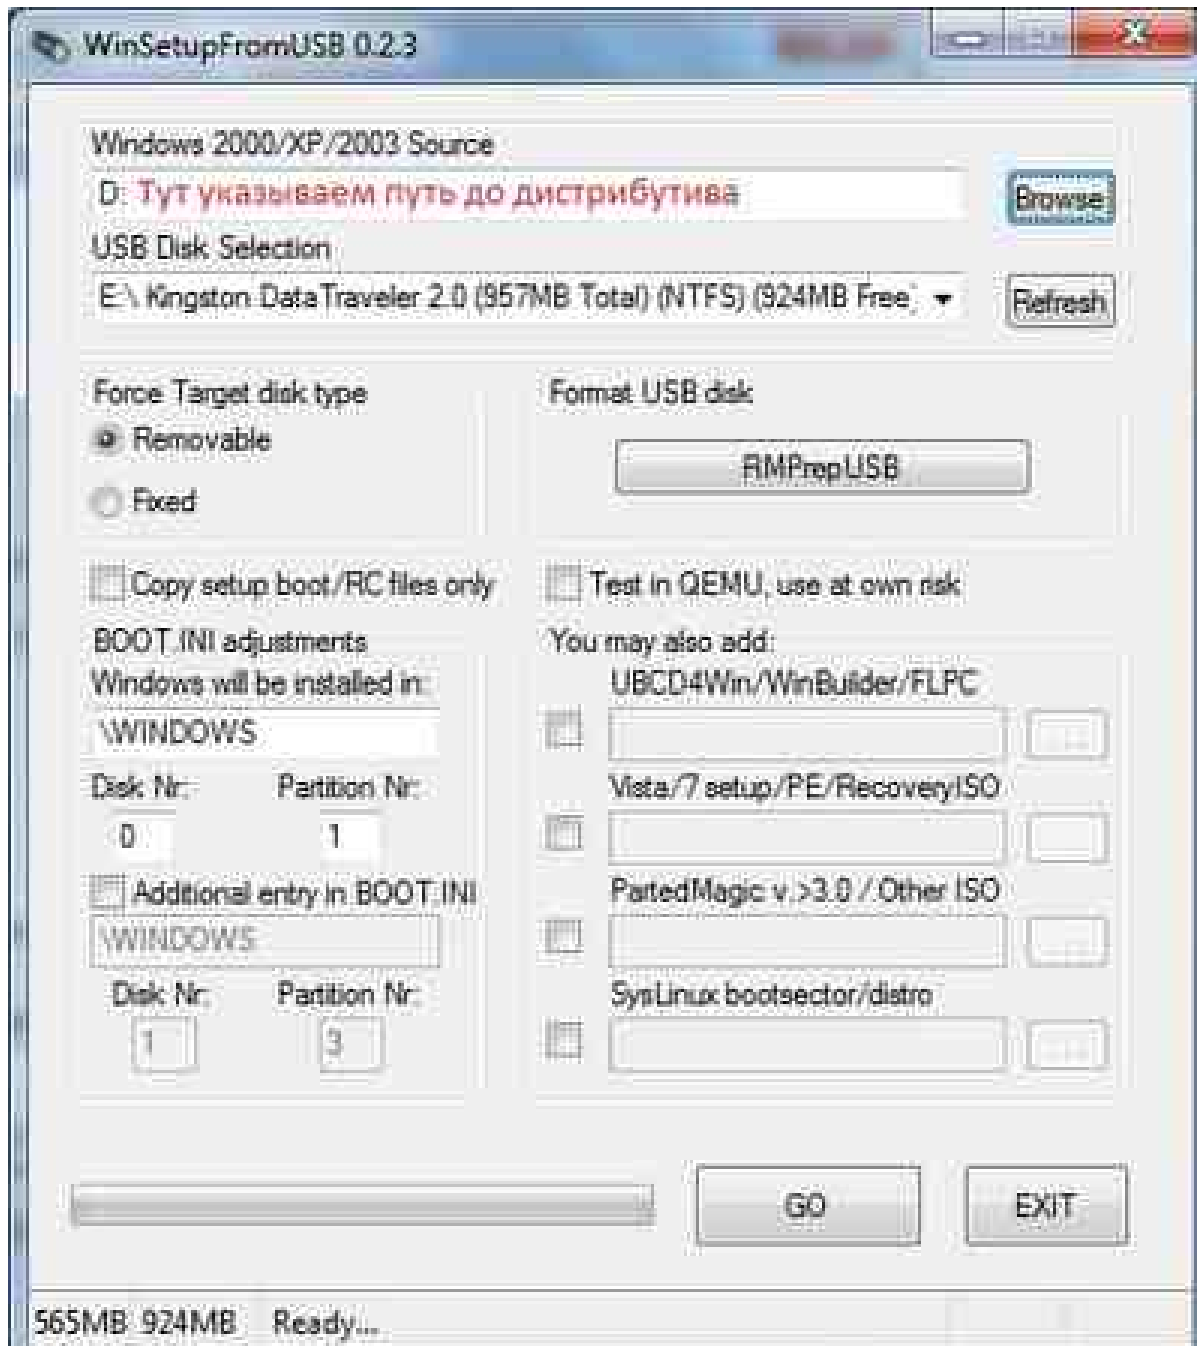 WinSetupFromUSB 0.2.3
Windows 2000/XP/2003 Source
D: Тут указываем путь до дистрибутива
Browse
USB Disk Selection
E:\ Kingston DataTraveler 2.0 (957MB Total) (NTFS) (924MB Free)
Refresh
Force Target disk type
Removable
Fixed
Format USB disk
RMPrepUSB
Copy setup boot/RC files only
Test in QEMU, use at own risk
BOOT.INI adjustments
Windows will be installed in:
\WINDOWS
Disk Nr: Partition Nr:
0 1
Additional entry in BOOT.INI
\WINDOWS
Disk Nr: Partition Nr:
1 3
You may also add:
UBCD4Win/WinBuilder/FLPC
...
Vista/7 setup/PE/RecoveryISO
...
PartedMagic v.>3.0 / Other ISO
...
SysLinux bootsector/distro
...
GO
EXIT
565MB 924MB Ready...